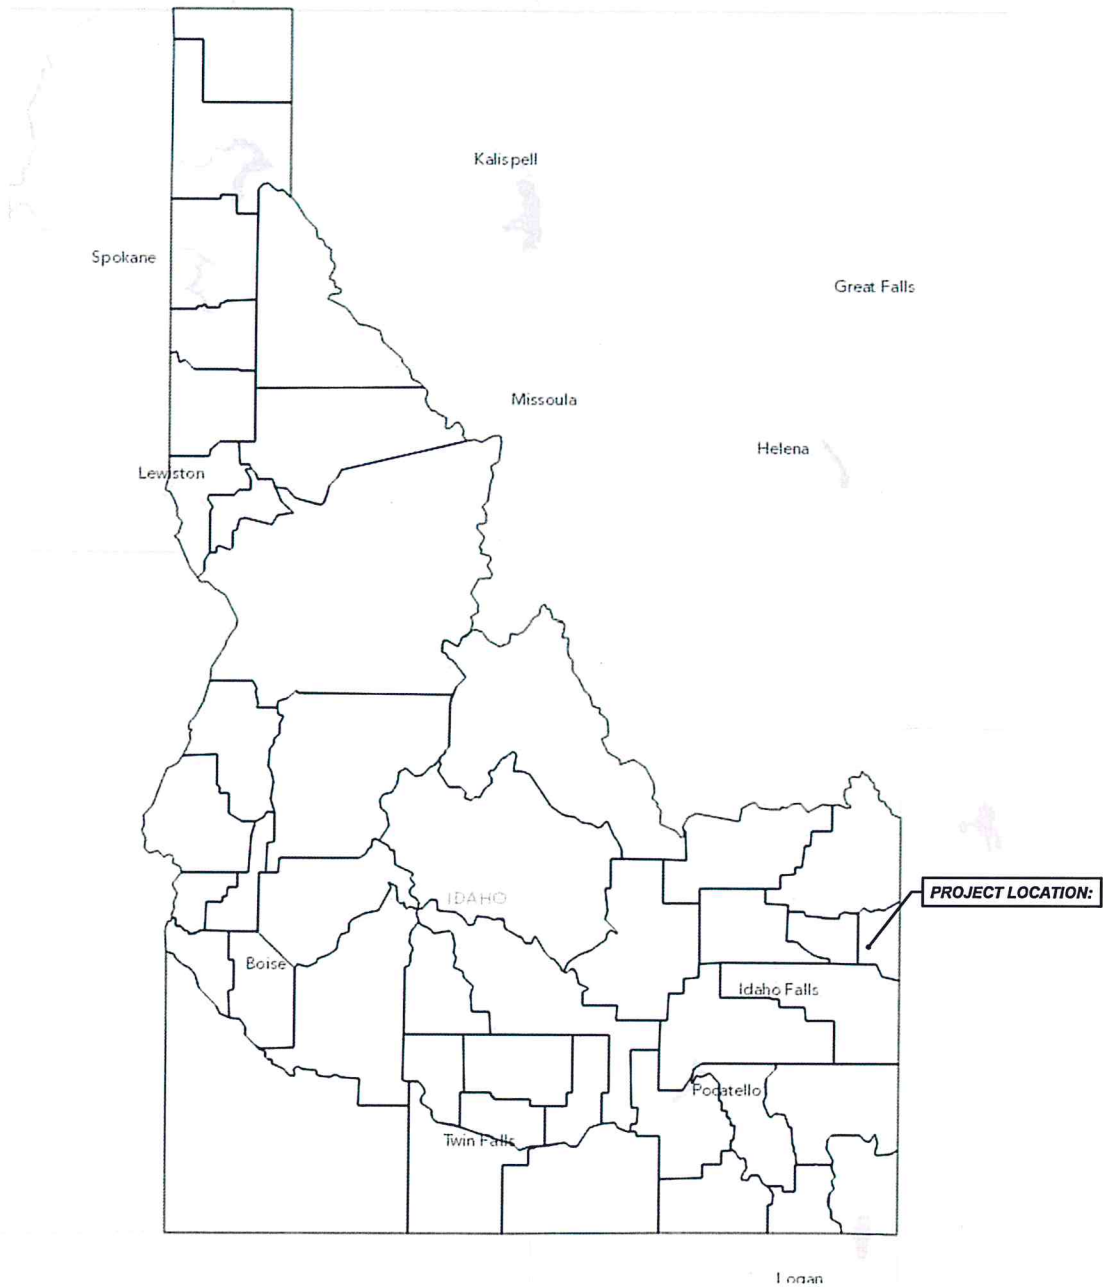 Kalispell
Spokane
Great Falls
Missoula
Helena
Lewiston
PROJECT LOCATION:
IDAHO
Boise
Idaho Falls
Pocatello
Twin Falls
Logan